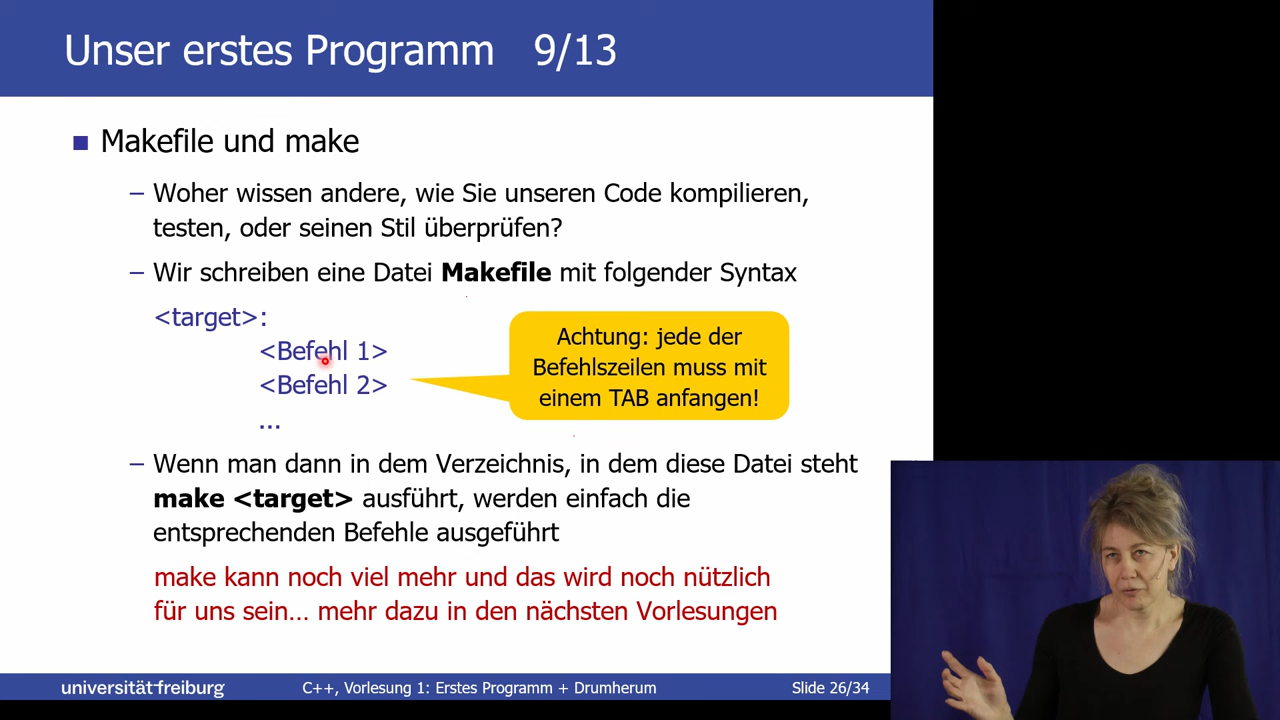 Unser erstes Programm 9/13
Makefile und make
– Woher wissen andere, wie Sie unseren Code kompilieren,
testen, oder seinen Stil überprüfen?
– Wir schreiben eine Datei Makefile mit folgender Syntax
<target>:
<Befehl 1>
<Befehl 2>
...
Achtung: jede der
Befehlszeilen muss mit
einem TAB anfangen!
– Wenn man dann in dem Verzeichnis, in dem diese Datei steht
make <target> ausführt, werden einfach die
entsprechenden Befehle ausgeführt
make kann noch viel mehr und das wird noch nützlich
für uns sein… mehr dazu in den nächsten Vorlesungen
universität freiburg
C++, Vorlesung 1: Erstes Programm + Drumherum
Slide 26/34